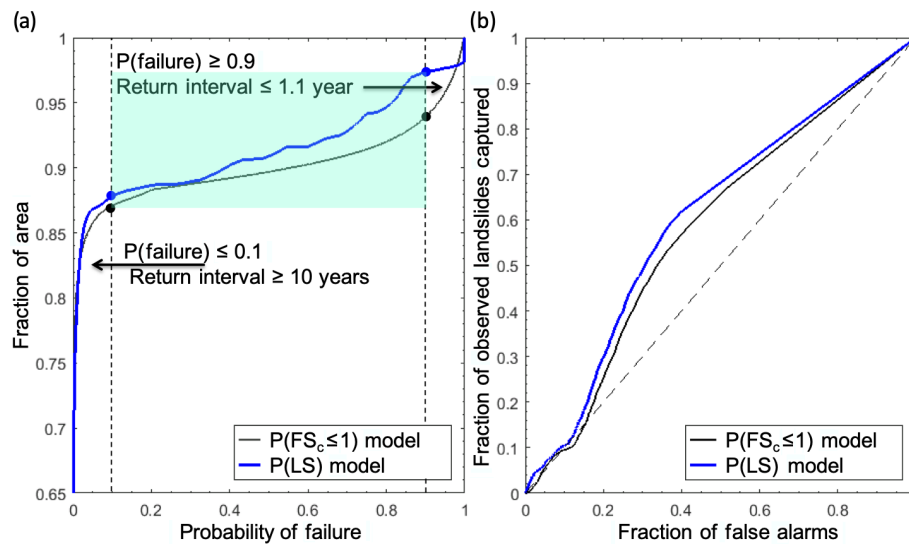 (a)
1
0.95
0.9
0.85
0.8
0.75
0.7
0.65
Fraction of area
P(failure) ≥ 0.9
Return interval ≤ 1.1 year
P(failure) ≤ 0.1
Return interval ≥ 10 years
P(FSc≤1) model
P(LS) model
0 0.2 0.4 0.6 0.8 1
Probability of failure
(b)
1
0.9
0.8
0.7
0.6
0.5
0.4
0.3
0.2
0.1
0
Fraction of observed landslides captured
P(FSc≤1) model
P(LS) model
0 0.2 0.4 0.6 0.8
Fraction of false alarms